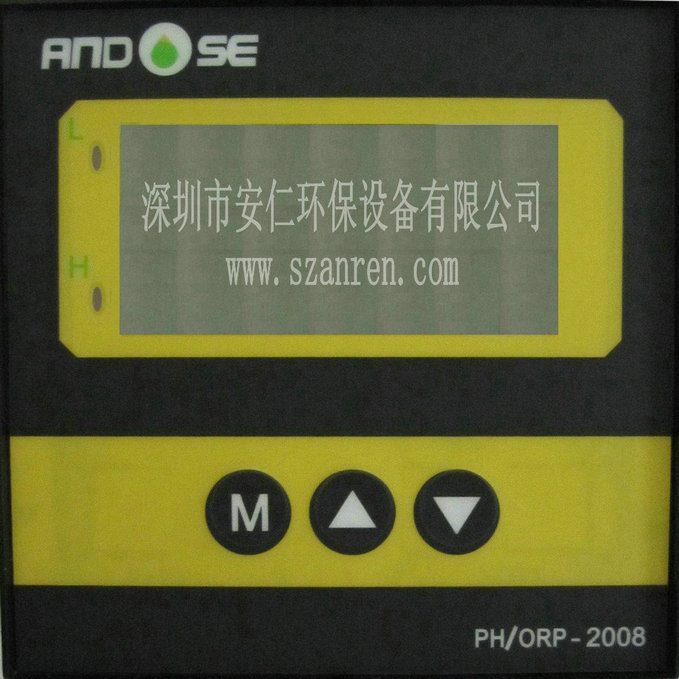 ANDOSE
L
深圳市安仁环保设备有限公司
www.szanren.com
H
M
PH/ORP-2008